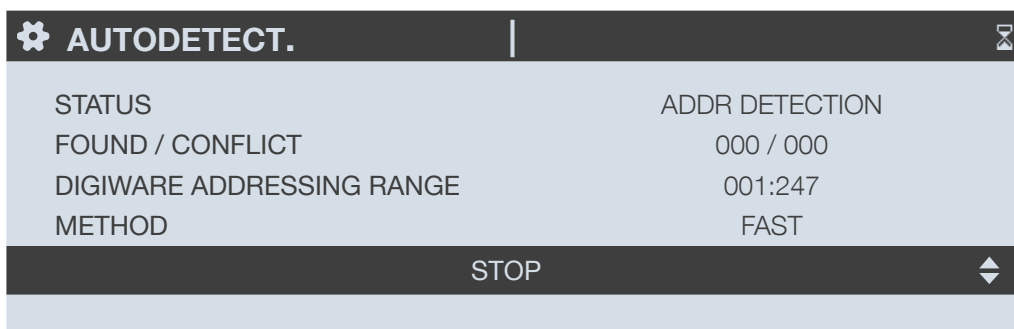 AUTODETECT.
STATUS ADDR DETECTION
FOUND / CONFLICT 000 / 000
DIGIWARE ADDRESSING RANGE 001:247
METHOD FAST
STOP